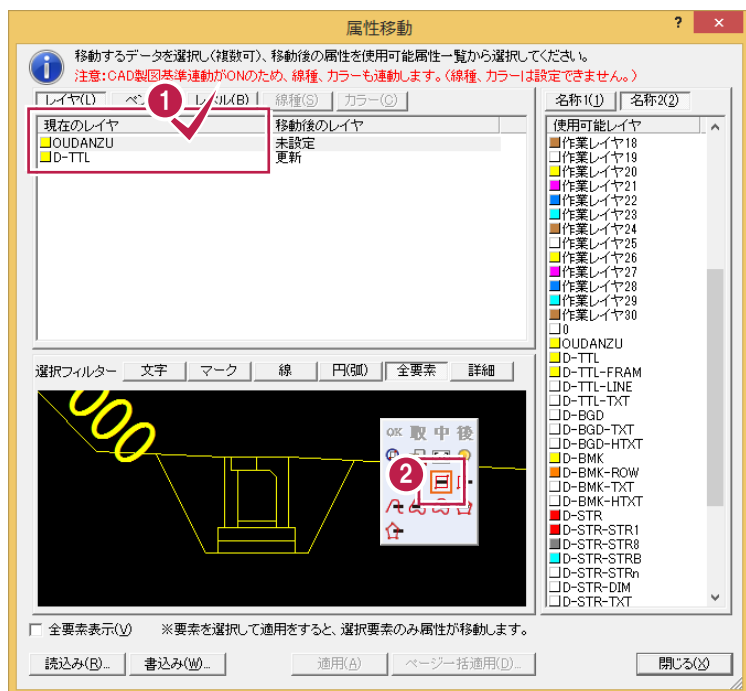 属性移動
?
×
移動するデータを選択し(複数可)、移動後の属性を使用可能属性一覧から選択してください。
注意:CAD製図基準連動がONのため、線種、カラーも連動します。(線種、カラーは設定できません。)
レイヤ(L)
線種(S)
カラー(C)
1
現在のレイヤ
移動後のレイヤ
OUDANZU
未設定
D-TTL
更新
名称1(1)
名称2(2)
使用可能レイヤ
作業レイヤ18
作業レイヤ19
作業レイヤ20
作業レイヤ21
作業レイヤ22
作業レイヤ23
作業レイヤ24
作業レイヤ25
作業レイヤ26
作業レイヤ27
作業レイヤ28
作業レイヤ29
作業レイヤ30
0
OUDANZU
D-TTL
D-TTL-FRAM
D-TTL-LINE
D-TTL-TXT
D-BGD
D-BGD-TXT
D-BGD-HTXT
D-BMK
D-BMK-ROW
D-BMK-TXT
D-BMK-HTXT
D-STR
D-STR-STR1
D-STR-STR8
D-STR-STRB
D-STR-STRn
D-STR-DIM
D-STR-TXT
選択フィルター
文字
マーク
線
円(弧)
全要素
詳細
000
OK 取 中 後
2
全要素表示(V)
※要素を選択して適用をすると、選択要素のみ属性が移動します。
読込み(R)...
書込み(W)...
適用(A)
ページ一括適用(D)...
閉じる(X)